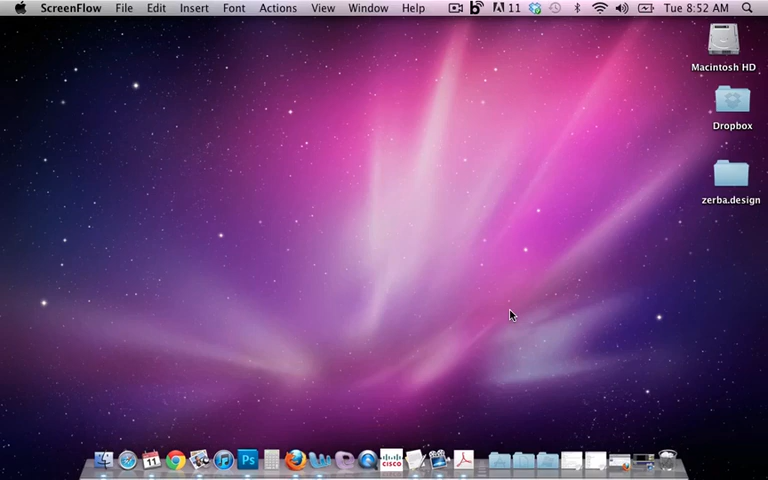 ScreenFlow File Edit Insert Font Actions View Window Help 11 Tue 8:52 AM
Macintosh HD
Dropbox
zerba.design
11
Ps
CISCO